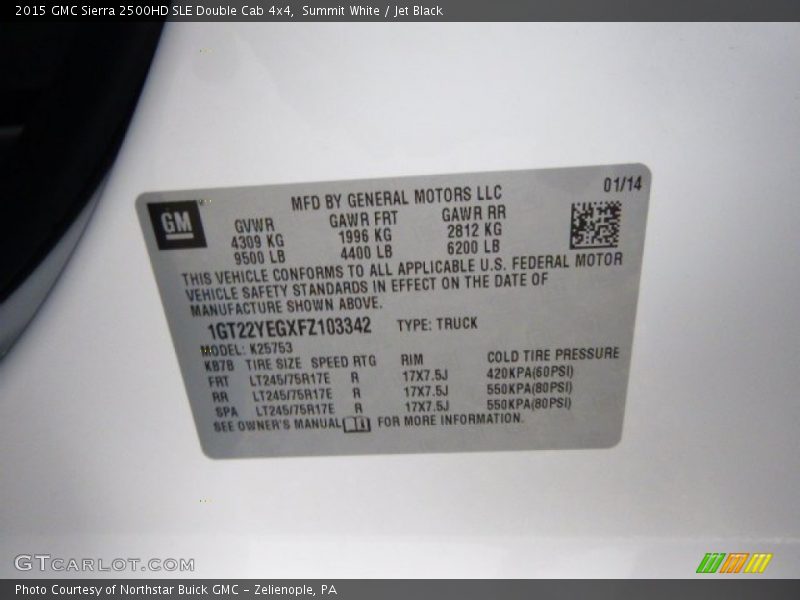 2015 GMC Sierra 2500HD SLE Double Cab 4x4, Summit White / Jet Black
01/14
GM
MFD BY GENERAL MOTORS LLC
GVWR GAWR FRT GAWR RR
4309 KG 1996 KG 2812 KG
9500 LB 4400 LB 6200 LB
THIS VEHICLE CONFORMS TO ALL APPLICABLE U.S. FEDERAL MOTOR
VEHICLE SAFETY STANDARDS IN EFFECT ON THE DATE OF
MANUFACTURE SHOWN ABOVE.
1GT22YEGXFZ103342 TYPE: TRUCK
MODEL: K25753
KB7B TIRE SIZE SPEED RTG RIM COLD TIRE PRESSURE
FRT LT245/75R17E R 17X7.5J 420KPA(60PSI)
RR LT245/75R17E R 17X7.5J 550KPA(80PSI)
SPA LT245/75R17E R 17X7.5J 550KPA(80PSI)
SEE OWNER'S MANUAL FOR MORE INFORMATION.
GTCARLOT.COM
Photo Courtesy of Northstar Buick GMC - Zelienople, PA